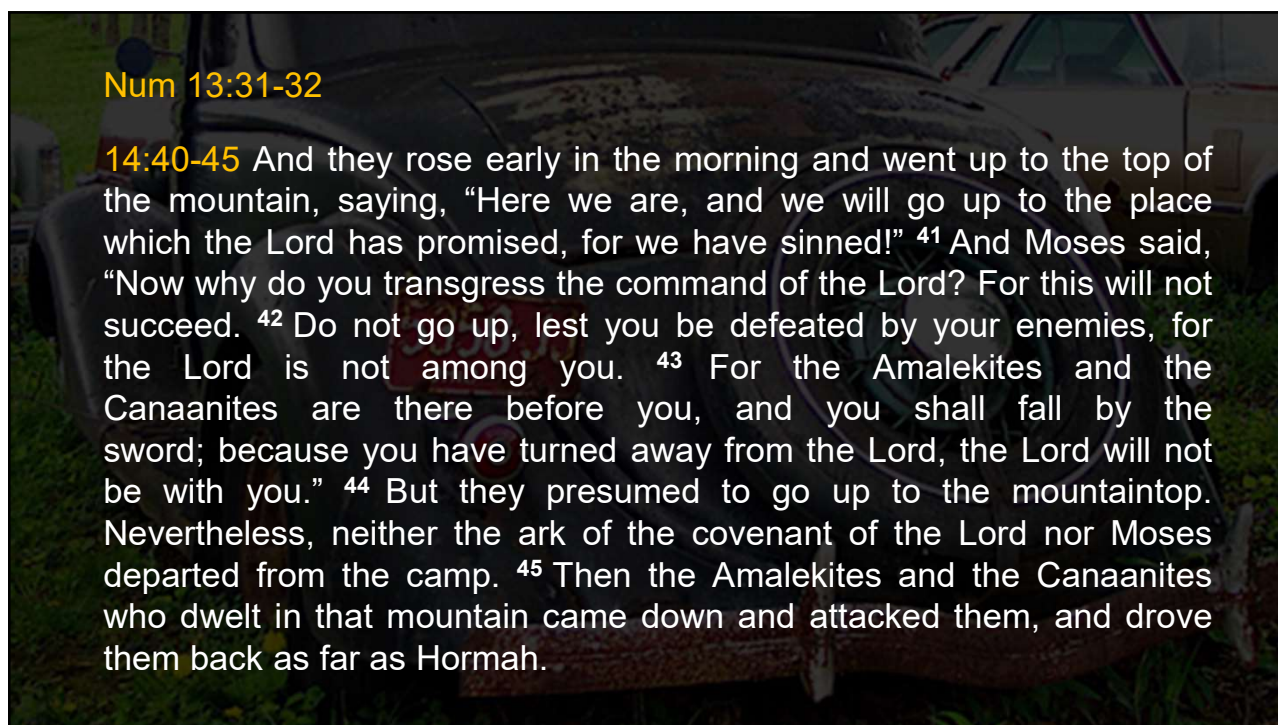 Num 13:31-32
14:40-45 And they rose early in the morning and went up to the top of
the mountain, saying, “Here we are, and we will go up to the place
which the Lord has promised, for we have sinned!” 41 And Moses said,
“Now why do you transgress the command of the Lord? For this will not
succeed. 42 Do not go up, lest you be defeated by your enemies, for
the Lord is not among you. 43 For the Amalekites and the
Canaanites are there before you, and you shall fall by the
sword; because you have turned away from the Lord, the Lord will not
be with you.” 44 But they presumed to go up to the mountaintop.
Nevertheless, neither the ark of the covenant of the Lord nor Moses
departed from the camp. 45 Then the Amalekites and the Canaanites
who dwelt in that mountain came down and attacked them, and drove
them back as far as Hormah.